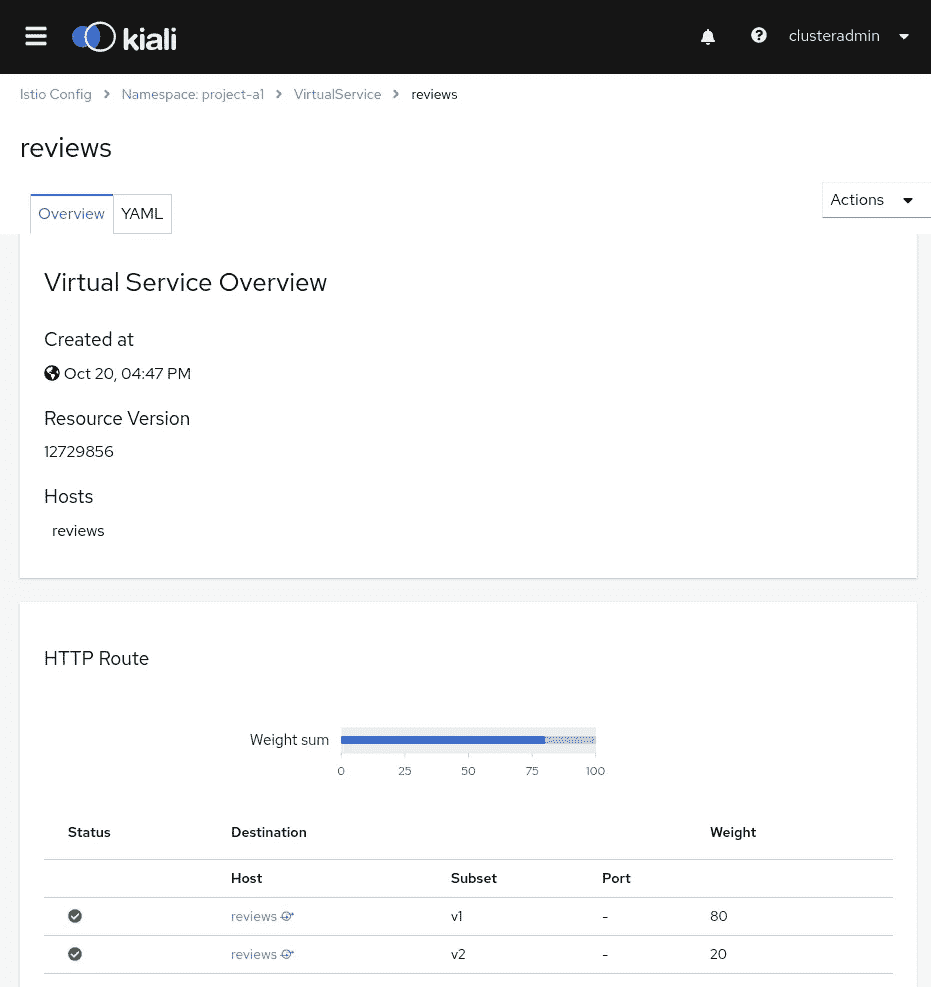 kiali
clusteradmin
Istio Config > Namespace: project-a1 > VirtualService > reviews
reviews
Overview YAML
Actions
Virtual Service Overview
Created at
Oct 20, 04:47 PM
Resource Version
12729856
Hosts
reviews
HTTP Route
Weight sum
0 25 50 75 100
Status Destination Weight
Host Subset Port
reviews v1 - 80
reviews v2 - 20